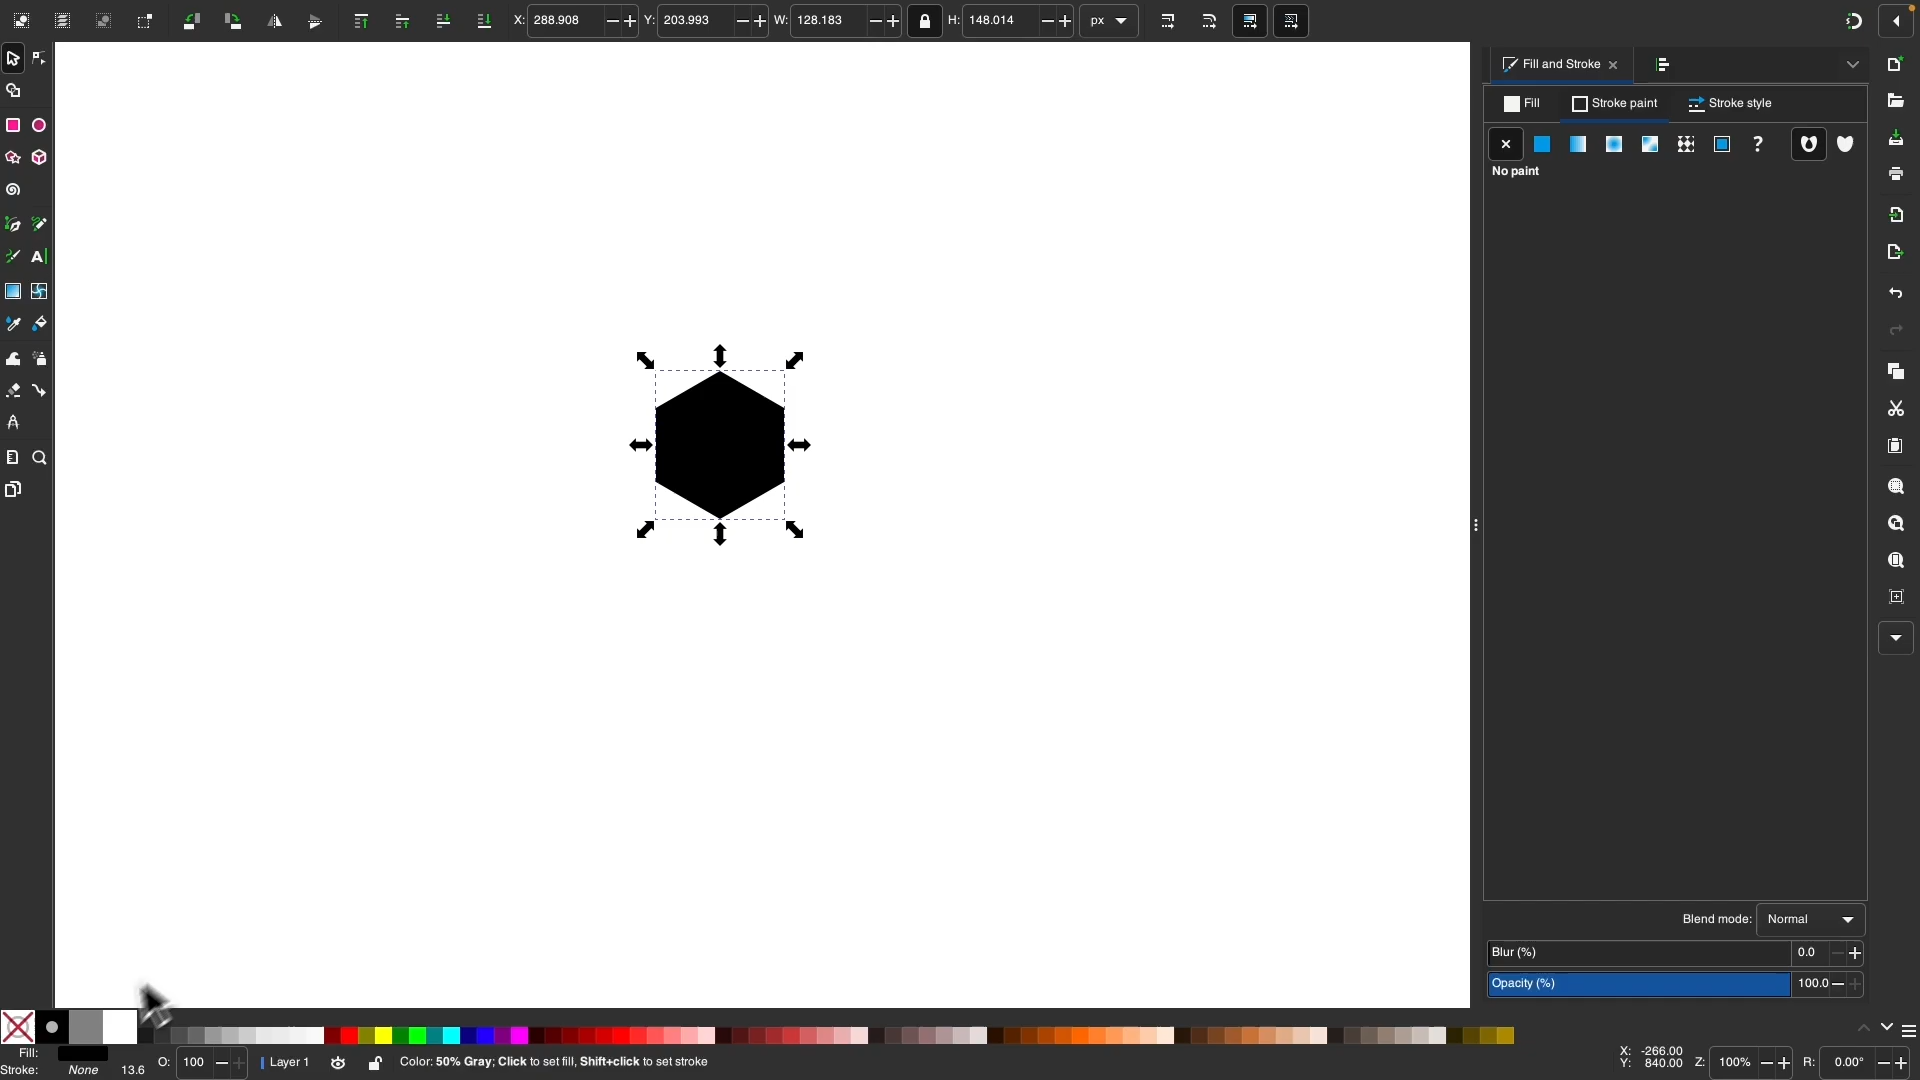 X: 288.908 Y: 203.993 W: 128.183 H: 148.014 px
Fill and Stroke
Fill Stroke paint Stroke style
?
No paint
A
Blend mode: Normal
Blur (%) 0.0
Opacity (%) 100.0
Fill:
Stroke: None 13.6 O: 100 Layer 1 Color: 50% Gray; Click to set fill, Shift+click to set stroke
X: -266.00
Y: 840.00
Z: 100% R: 0.00°